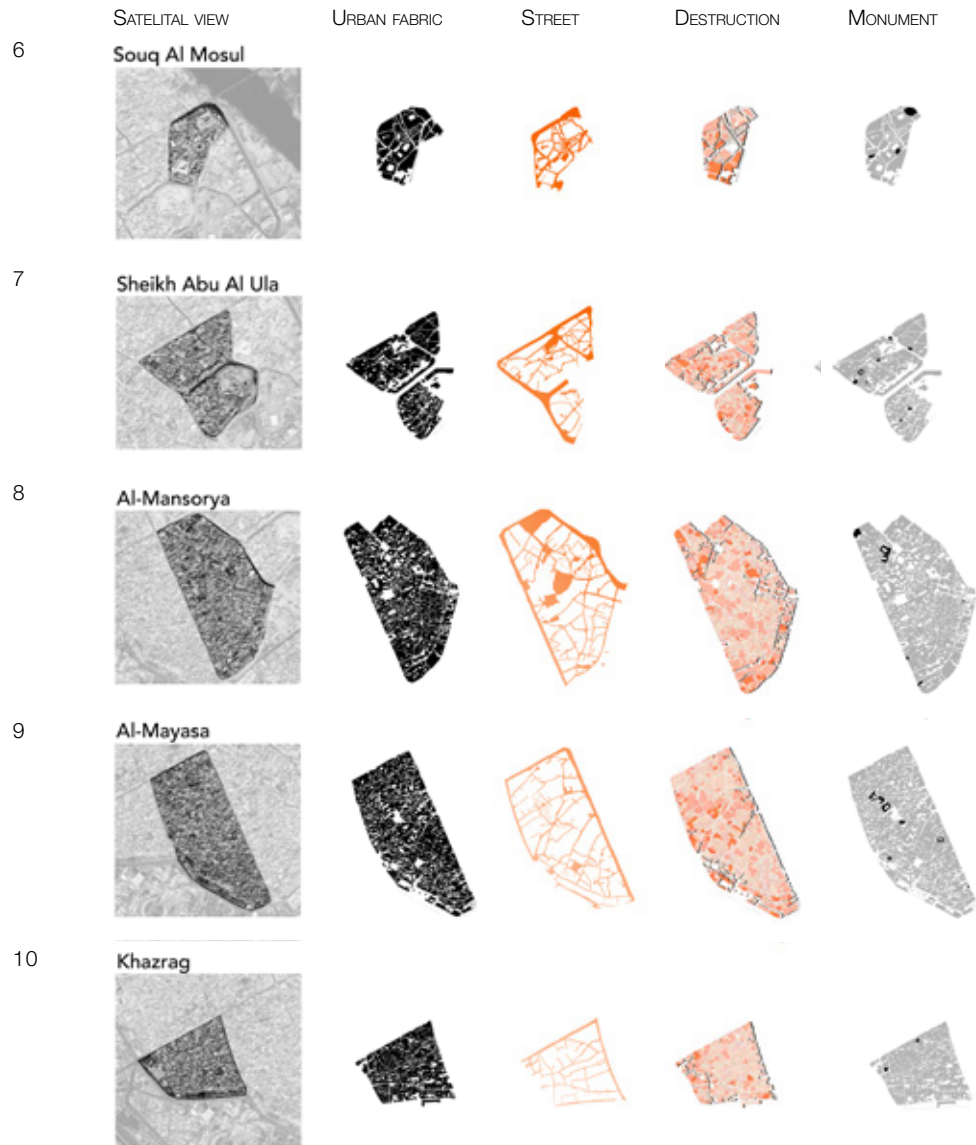 SATELITAL VIEW URBAN FABRIC STREET DESTRUCTION MONUMENT
6
Souq Al Mosul
7
Sheikh Abu Al Ula
8
Al-Mansorya
9
Al-Mayasa
10
Khazrag